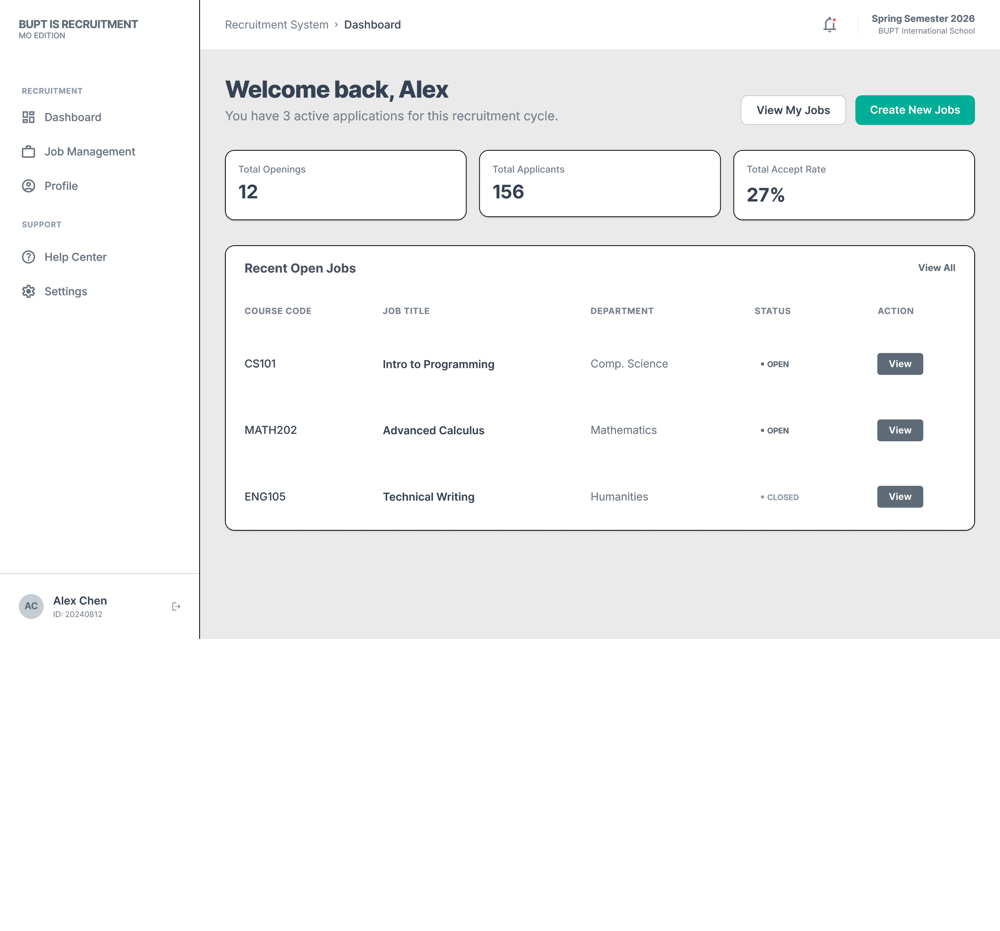 BUPT IS RECRUITMENT
MO EDITION
RECRUITMENT
Dashboard
Job Management
Profile
SUPPORT
Help Center
Settings
AC
Alex Chen
ID: 20240812
Recruitment System › Dashboard
Spring Semester 2026
BUPT International School
Welcome back, Alex
You have 3 active applications for this recruitment cycle.
View My Jobs
Create New Jobs
Total Openings
12
Total Applicants
156
Total Accept Rate
27%
Recent Open Jobs
View All
COURSE CODE JOB TITLE DEPARTMENT STATUS ACTION
CS101 Intro to Programming Comp. Science • OPEN View
MATH202 Advanced Calculus Mathematics • OPEN View
ENG105 Technical Writing Humanities • CLOSED View